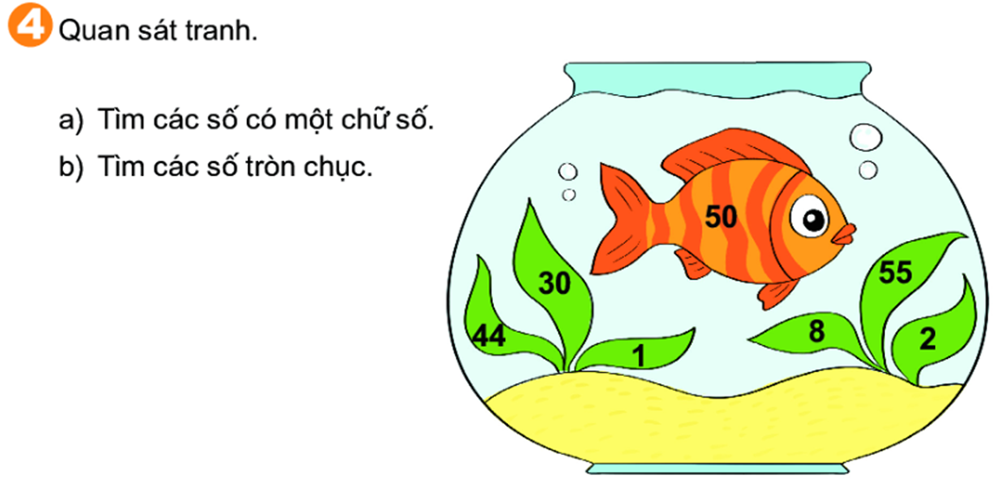 4 Quan sát tranh.
a) Tìm các số có một chữ số.
b) Tìm các số tròn chục.
50
30
55
44
8
2
1